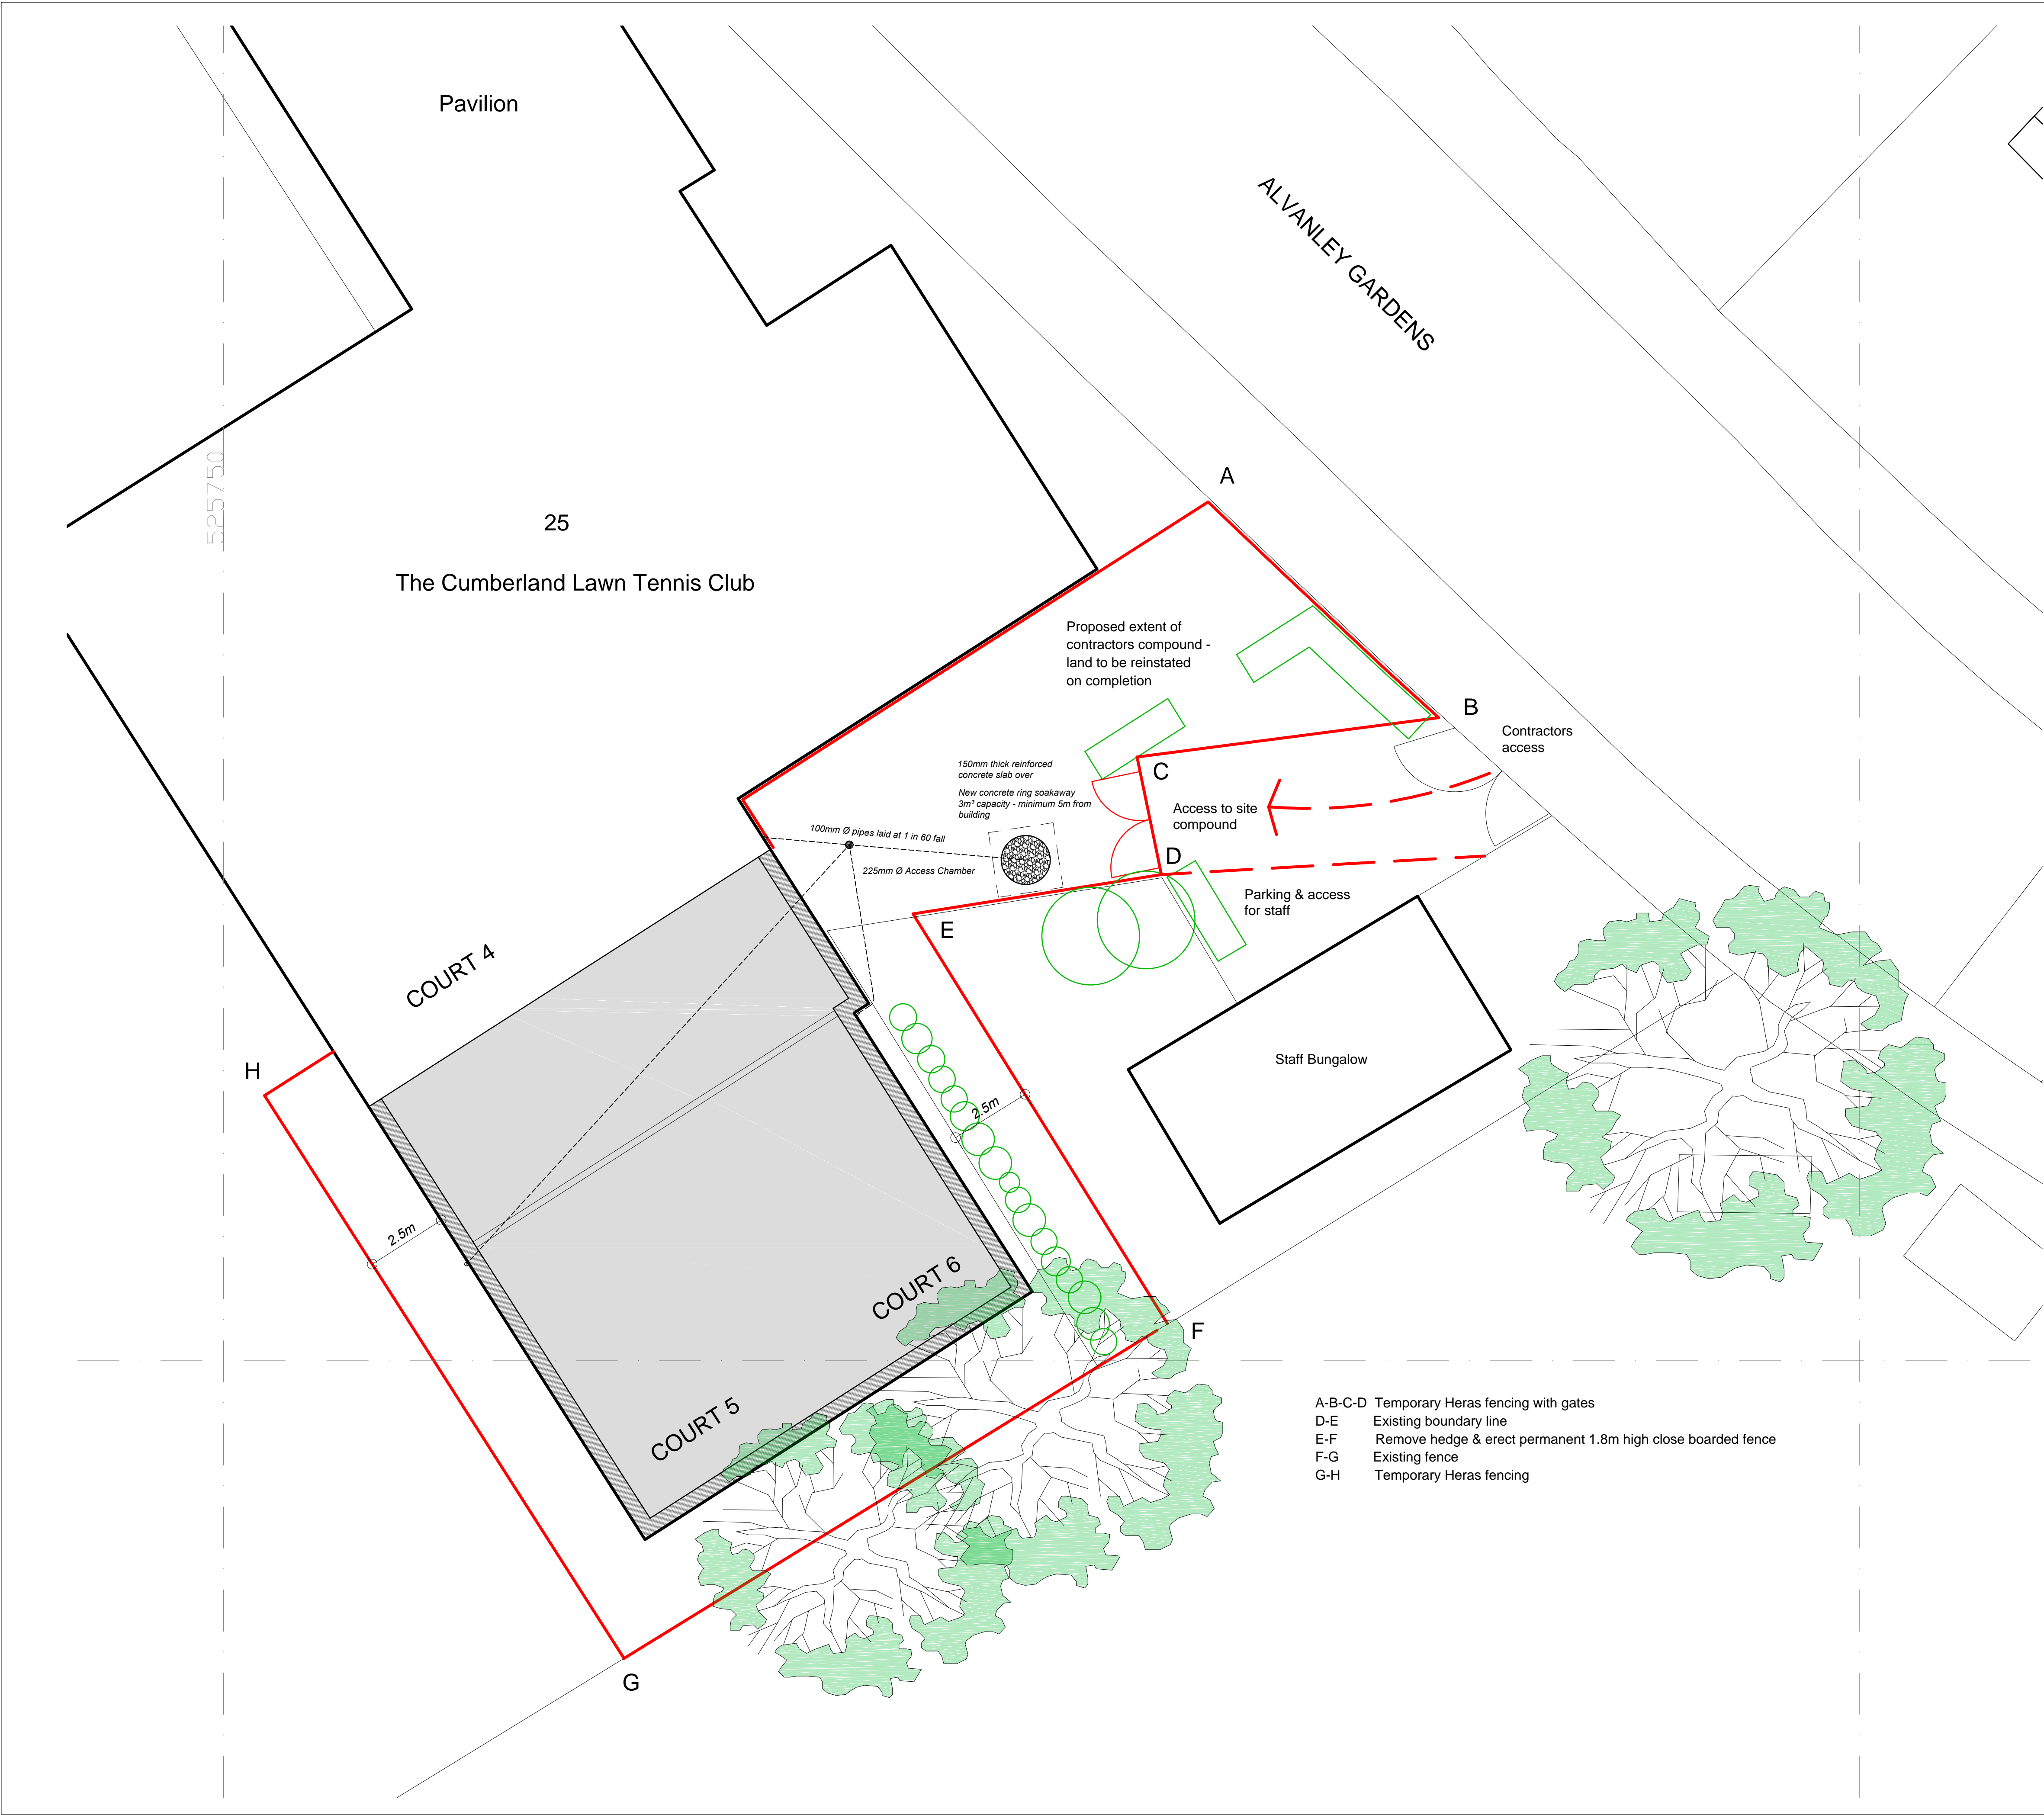 Pavilion
ALVANLEY GARDENS
525750
25
The Cumberland Lawn Tennis Club
A
Proposed extent of
contractors compound -
land to be reinstated
on completion
B
Contractors
access
150mm thick reinforced
concrete slab over
New concrete ring soakaway
3m³ capacity - minimum 5m from
building
C
Access to site
compound
100mm Ø pipes laid at 1 in 60 fall
225mm Ø Access Chamber
D
Parking & access
for staff
E
COURT 4
H
Staff Bungalow
2.5m
2.5m
COURT 6
F
COURT 5
G
A-B-C-D Temporary Heras fencing with gates
D-E Existing boundary line
E-F Remove hedge & erect permanent 1.8m high close boarded fence
F-G Existing fence
G-H Temporary Heras fencing